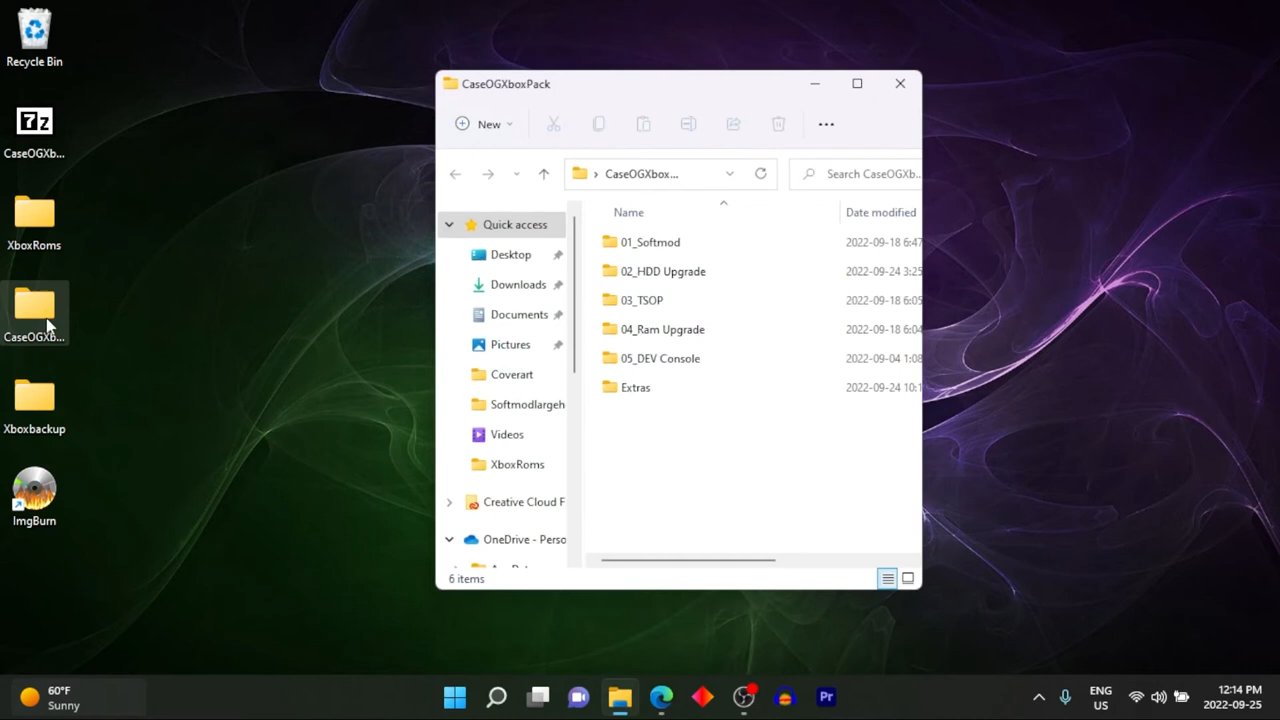 Recycle Bin
7z
CaseOGXb...
XboxRoms
CaseOGXb...
Xboxbackup
ImgBurn
CaseOGXboxPack
New
CaseOGXbox...
Search CaseOGXb..
Name
Date modified
Quick access
Desktop
Downloads
Documents
Pictures
Coverart
Softmodlargeh
Videos
XboxRoms
Creative Cloud F
OneDrive - Perso
01_Softmod 2022-09-18 6:47
02_HDD Upgrade 2022-09-24 3:25
03_TSOP 2022-09-18 6:05
04_Ram Upgrade 2022-09-18 6:04
05_DEV Console 2022-09-04 1:08
Extras 2022-09-24 10:1
6 items
60°F
Sunny
Pr
ENG
US
12:14 PM
2022-09-25